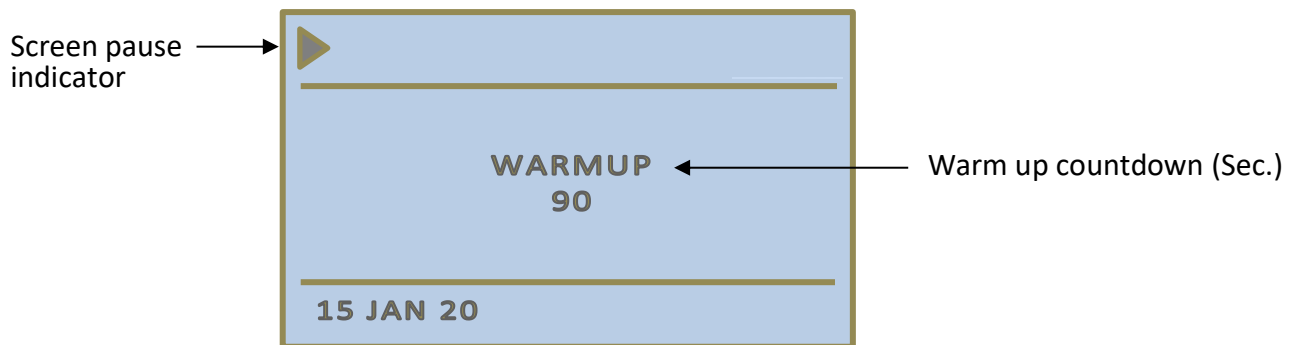 Screen pause
indicator
WARMUP
90
Warm up countdown (Sec.)
15 JAN 20